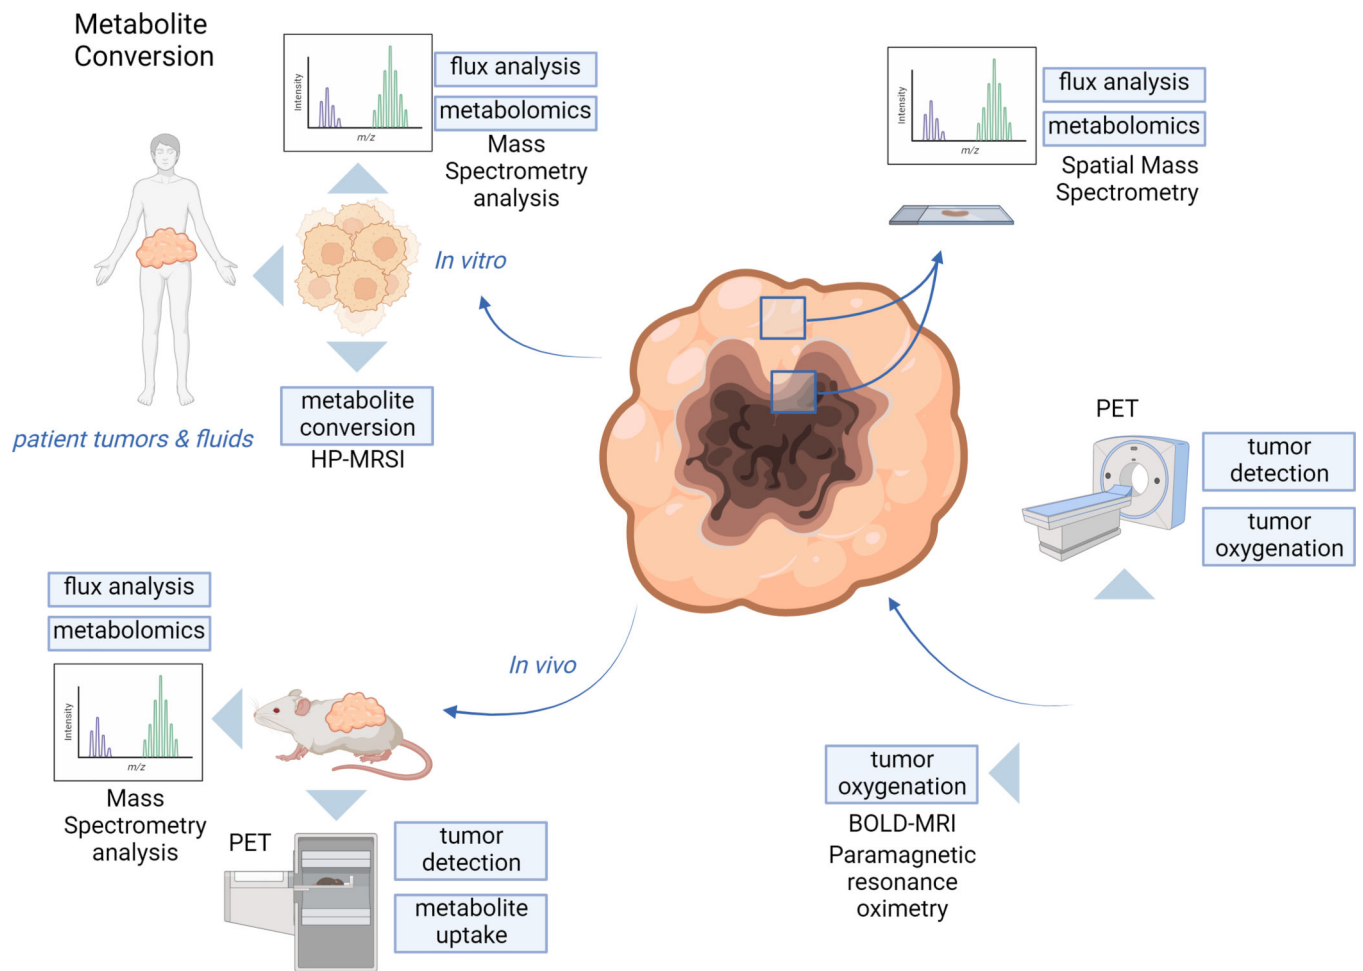 Metabolite
Conversion
Intensity
m/z
flux analysis
metabolomics
Mass
Spectrometry
analysis
In vitro
metabolite
conversion
HP-MRSI
patient tumors & fluids
Intensity
m/z
flux analysis
metabolomics
Spatial Mass
Spectrometry
PET
tumor
detection
tumor
oxygenation
flux analysis
metabolomics
Intensity
m/z
Mass
Spectrometry
analysis
In vivo
PET
tumor
detection
metabolite
uptake
tumor
oxygenation
BOLD-MRI
Paramagnetic
resonance
oximetry